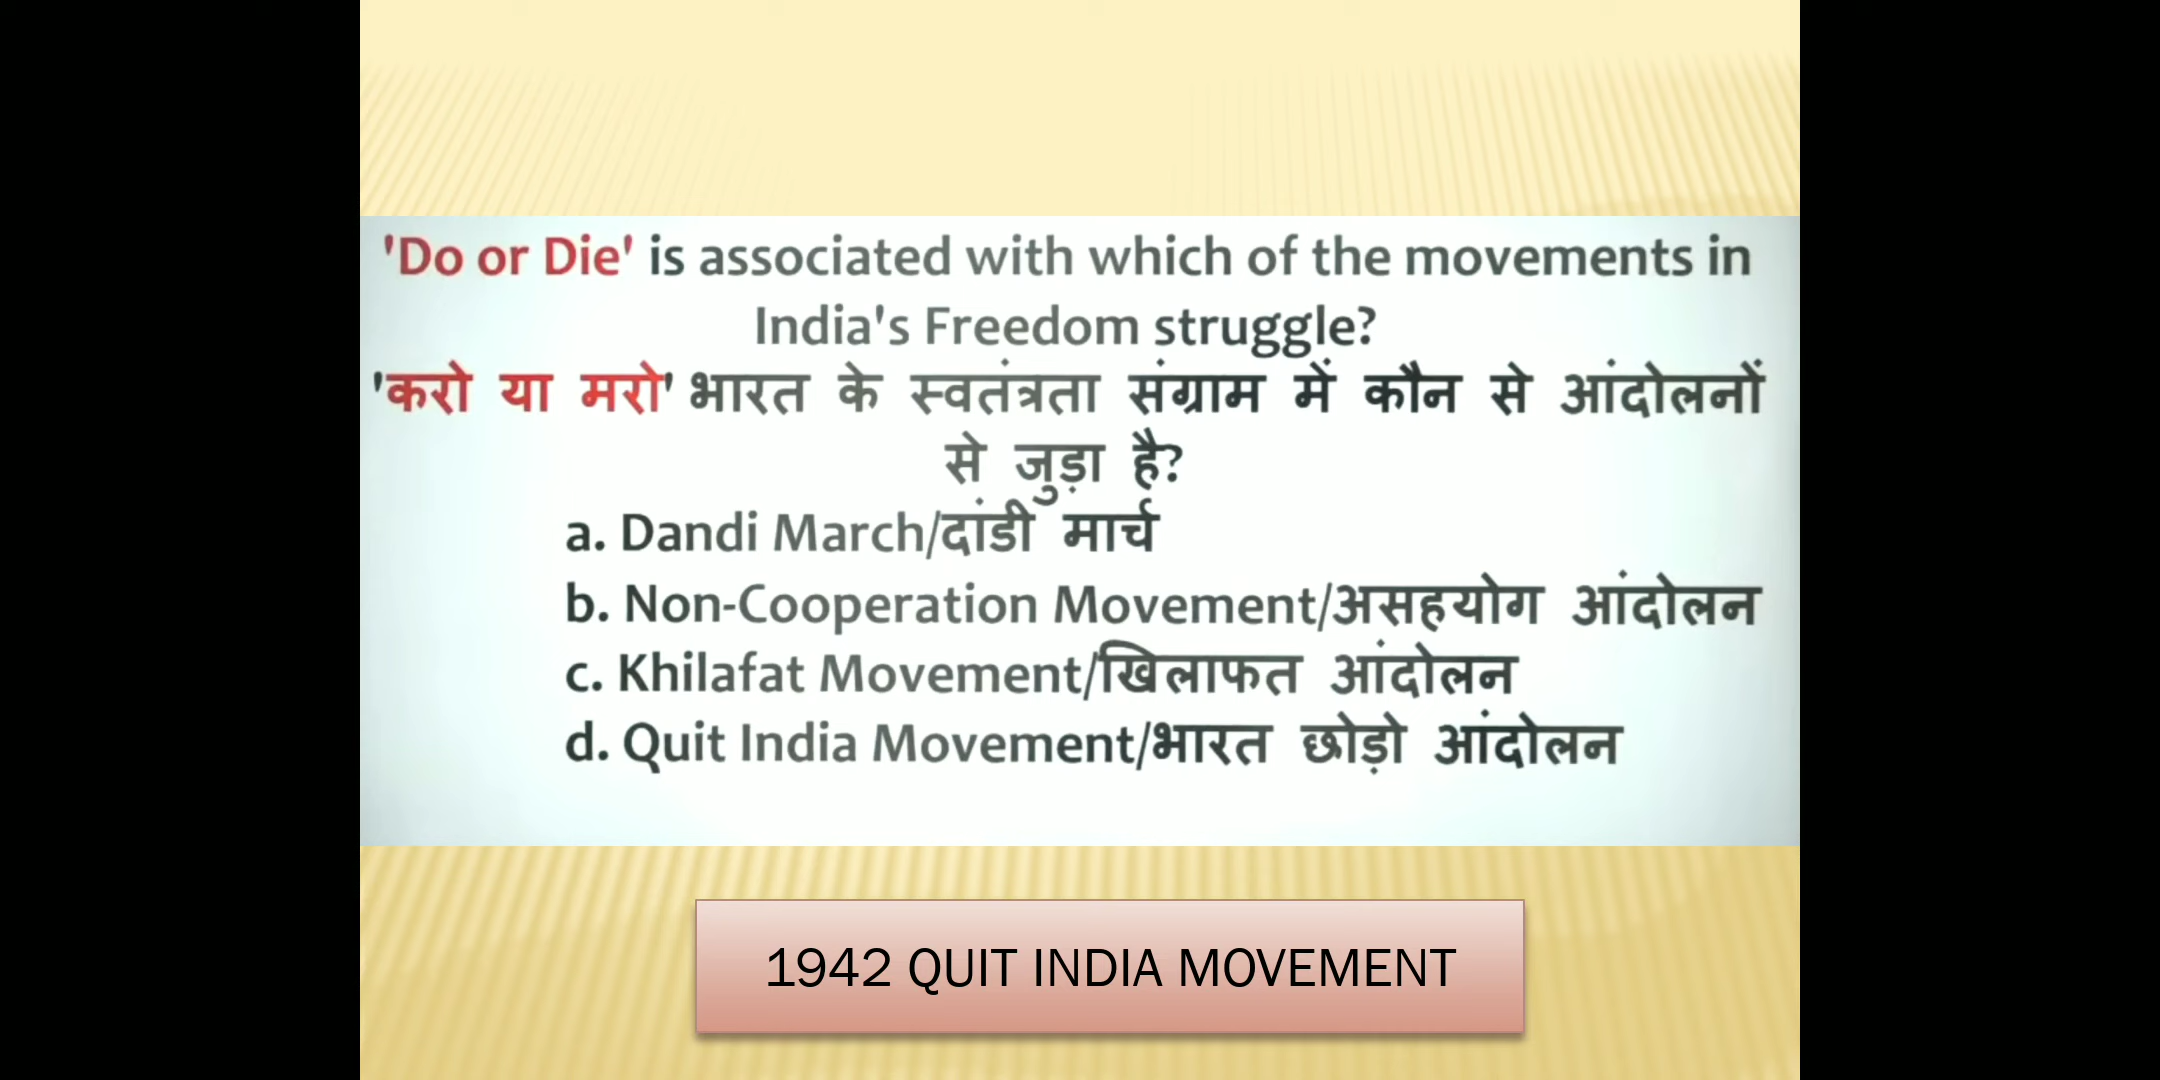 'Do or Die' is associated with which of the movements in
India's Freedom struggle?
'करो या मरो' भारत के स्वतंत्रता संग्राम में कौन से आंदोलनों
से जुड़ा है?
a. Dandi March/दांडी मार्च
b. Non-Cooperation Movement/असहयोग आंदोलन
c. Khilafat Movement/खिलाफत आंदोलन
d. Quit India Movement/भारत छोड़ो आंदोलन
1942 QUIT INDIA MOVEMENT